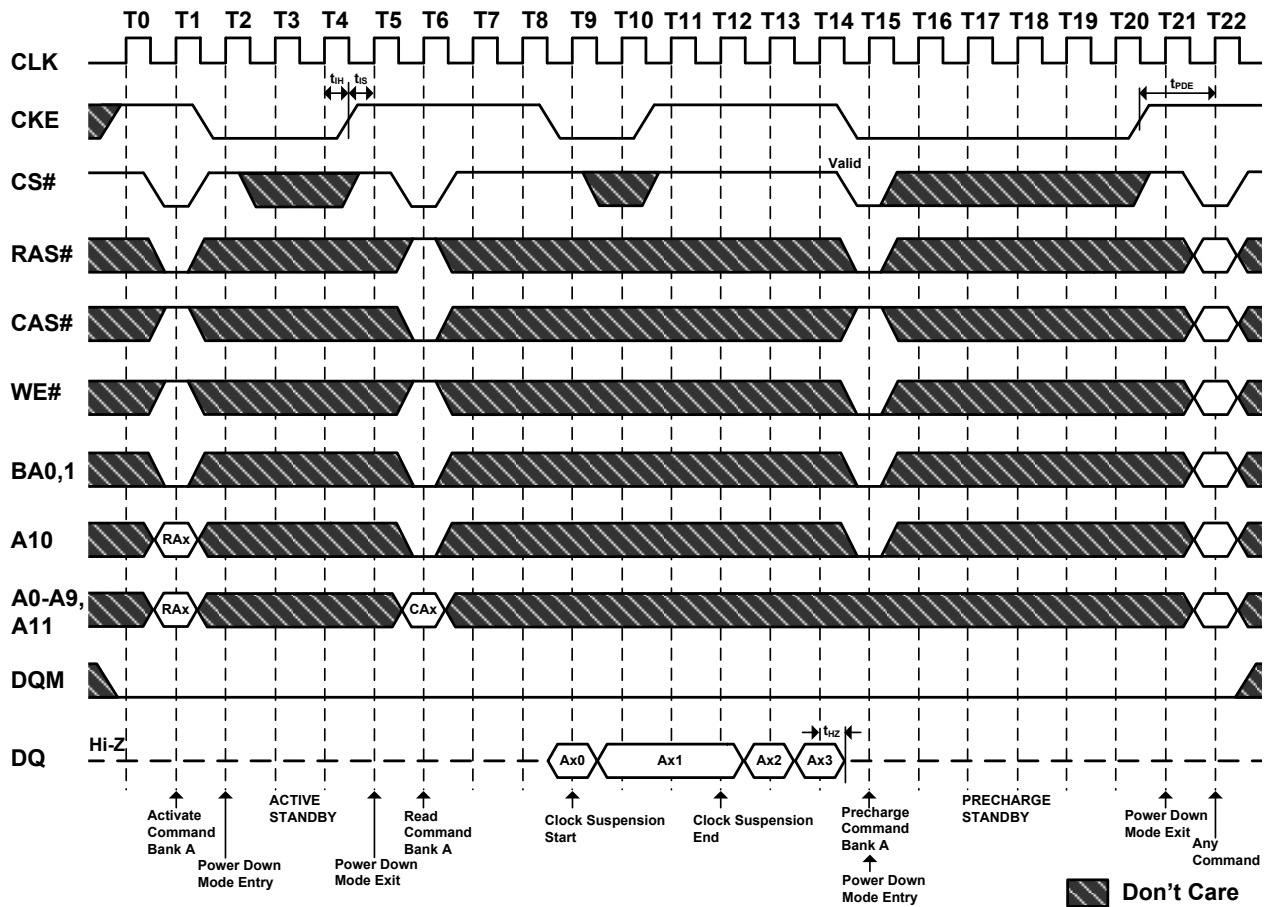 T0 T1 T2 T3 T4 T5 T6 T7 T8 T9 T10 T11 T12 T13 T14 T15 T16 T17 T18 T19 T20 T21 T22
CLK
tIH tIS
tPDE
CKE
Valid
CS#
RAS#
CAS#
WE#
BA0,1
A10
RAx
A0-A9,
A11
RAx CAx
DQM
Hi-Z
tHZ
DQ
Ax0 Ax1 Ax2 Ax3
Activate
Command
Bank A
Power Down
Mode Entry
ACTIVE
STANDBY
Power Down
Mode Exit
Read
Command
Bank A
Clock Suspension
Start
Clock Suspension
End
Precharge
Command
Bank A
Power Down
Mode Entry
PRECHARGE
STANDBY
Power Down
Mode Exit
Any
Command
Don't Care